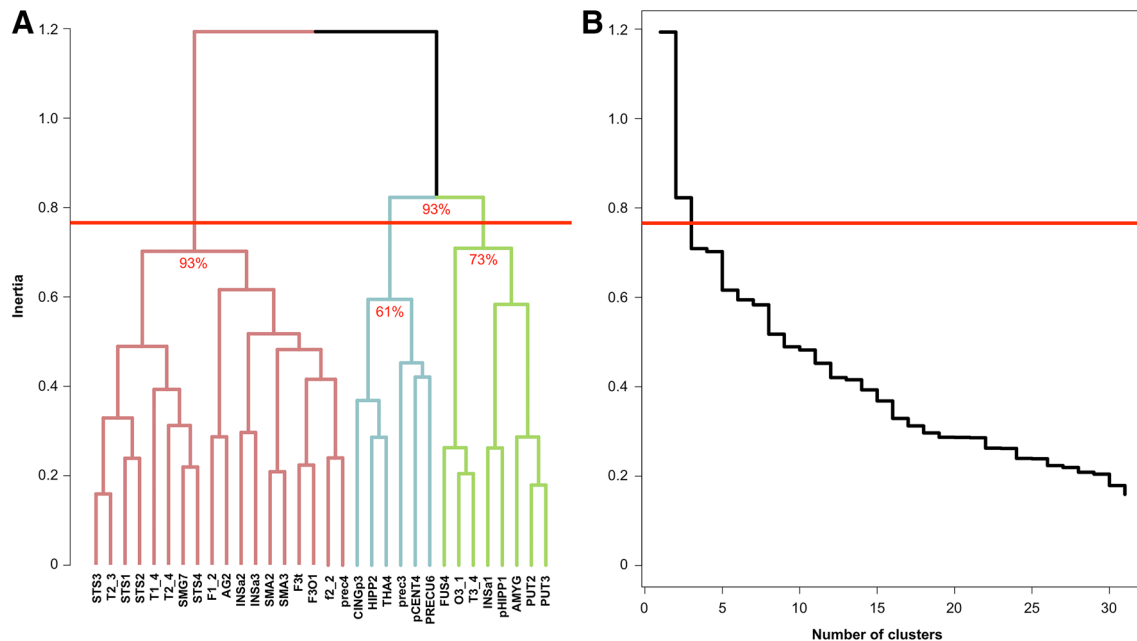 A
B
1.2
1.0
0.8
0.6
0.4
0.2
0
Inertia
93%
93%
73%
61%
STS3
T2_3
STS1
STS2
T1_4
T2_4
SMG7
STS4
F1_2
AG2
INSa2
INSa3
SMA2
SMA3
F3t
F3O1
f2_2
prec4
CINGp3
HIPP2
THA4
prec3
pCENT4
PRECU6
FUS4
O3_1
T3_4
INSa1
pHIPP1
AMYG
PUT2
PUT3
1.2
1.0
0.8
0.6
0.4
0.2
0
0 5 10 15 20 25 30
Number of clusters